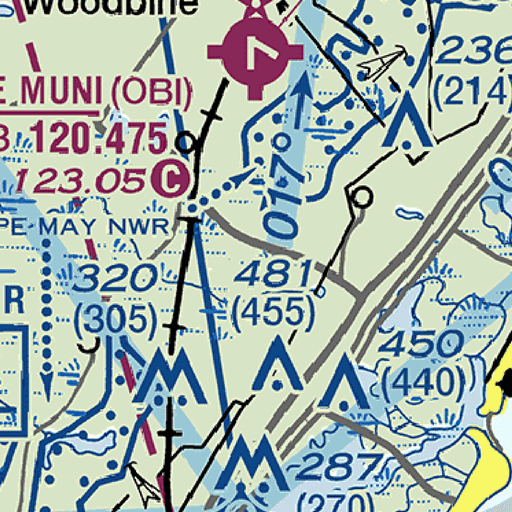 Woodbine
236
(214)
E MUNI (OBI)
120.475
123.05 C
017°
PE MAY NWR
320
(305)
481
(455)
R
450
(440)
287
(270)